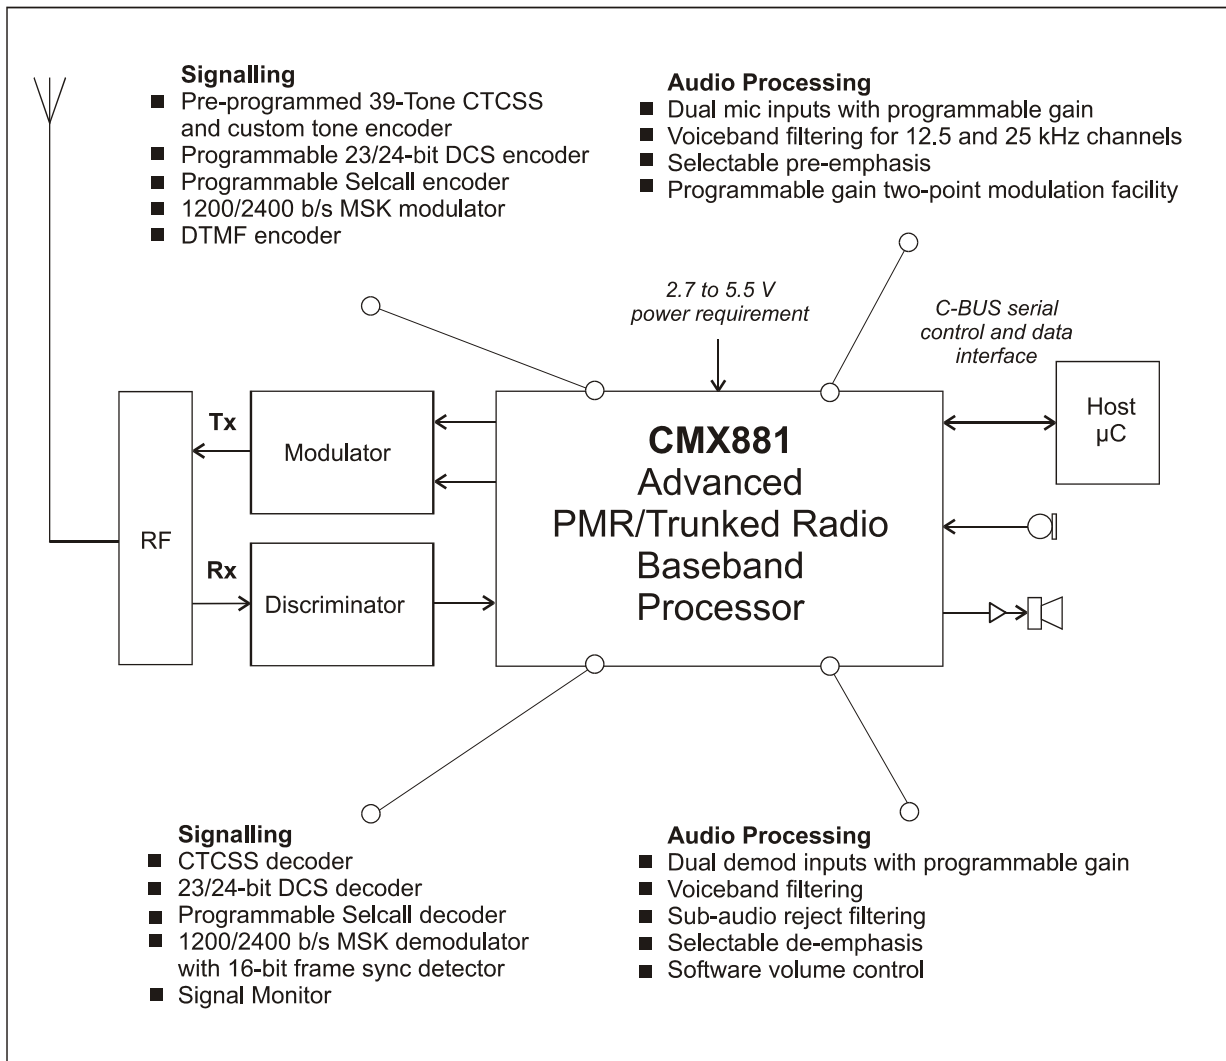 Signalling
Pre-programmed 39-Tone CTCSS
and custom tone encoder
Programmable 23/24-bit DCS encoder
Programmable Selcall encoder
1200/2400 b/s MSK modulator
DTMF encoder
Audio Processing
Dual mic inputs with programmable gain
Voiceband filtering for 12.5 and 25 kHz channels
Selectable pre-emphasis
Programmable gain two-point modulation facility
2.7 to 5.5 V
power requirement
C-BUS serial
control and data
interface
Tx
Modulator
RF
Rx
Discriminator
CMX881
Advanced
PMR/Trunked Radio
Baseband
Processor
Host
µC
Signalling
CTCSS decoder
23/24-bit DCS decoder
Programmable Selcall decoder
1200/2400 b/s MSK demodulator
with 16-bit frame sync detector
Signal Monitor
Audio Processing
Dual demod inputs with programmable gain
Voiceband filtering
Sub-audio reject filtering
Selectable de-emphasis
Software volume control